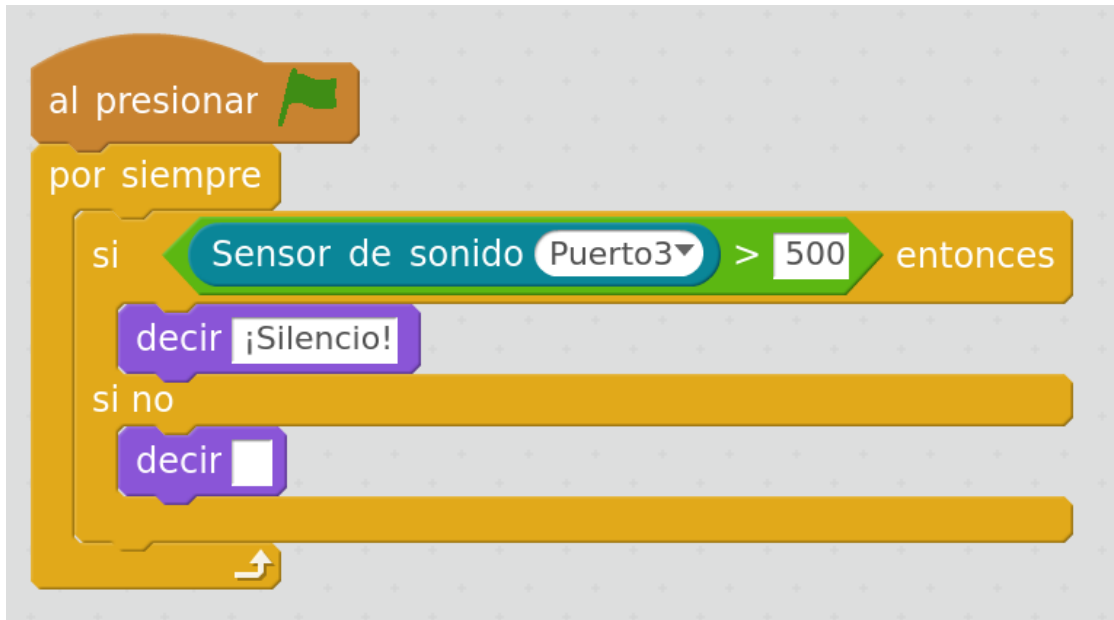 al presionar
por siempre
si Sensor de sonido Puerto3 > 500 entonces
decir ¡Silencio!
si no
decir